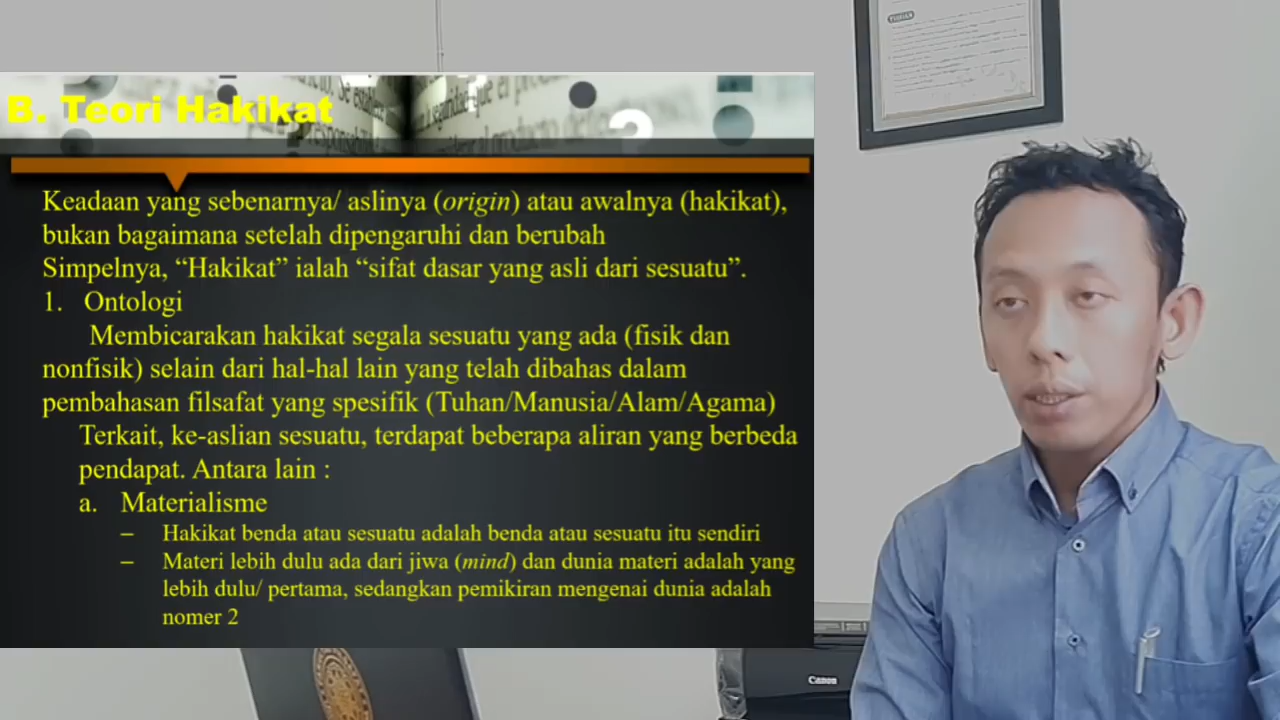 B. Teori Hakikat
Keadaan yang sebenarnya/ aslinya (origin) atau awalnya (hakikat),
bukan bagaimana setelah dipengaruhi dan berubah
Simpelnya, “Hakikat” ialah “sifat dasar yang asli dari sesuatu”.
1. Ontologi
Membicarakan hakikat segala sesuatu yang ada (fisik dan
nonfisik) selain dari hal-hal lain yang telah dibahas dalam
pembahasan filsafat yang spesifik (Tuhan/Manusia/Alam/Agama)
Terkait, ke-aslian sesuatu, terdapat beberapa aliran yang berbeda
pendapat. Antara lain :
a. Materialisme
– Hakikat benda atau sesuatu adalah benda atau sesuatu itu sendiri
– Materi lebih dulu ada dari jiwa (mind) dan dunia materi adalah yang
lebih dulu/ pertama, sedangkan pemikiran mengenai dunia adalah
nomer 2
TUJUAN
Canon